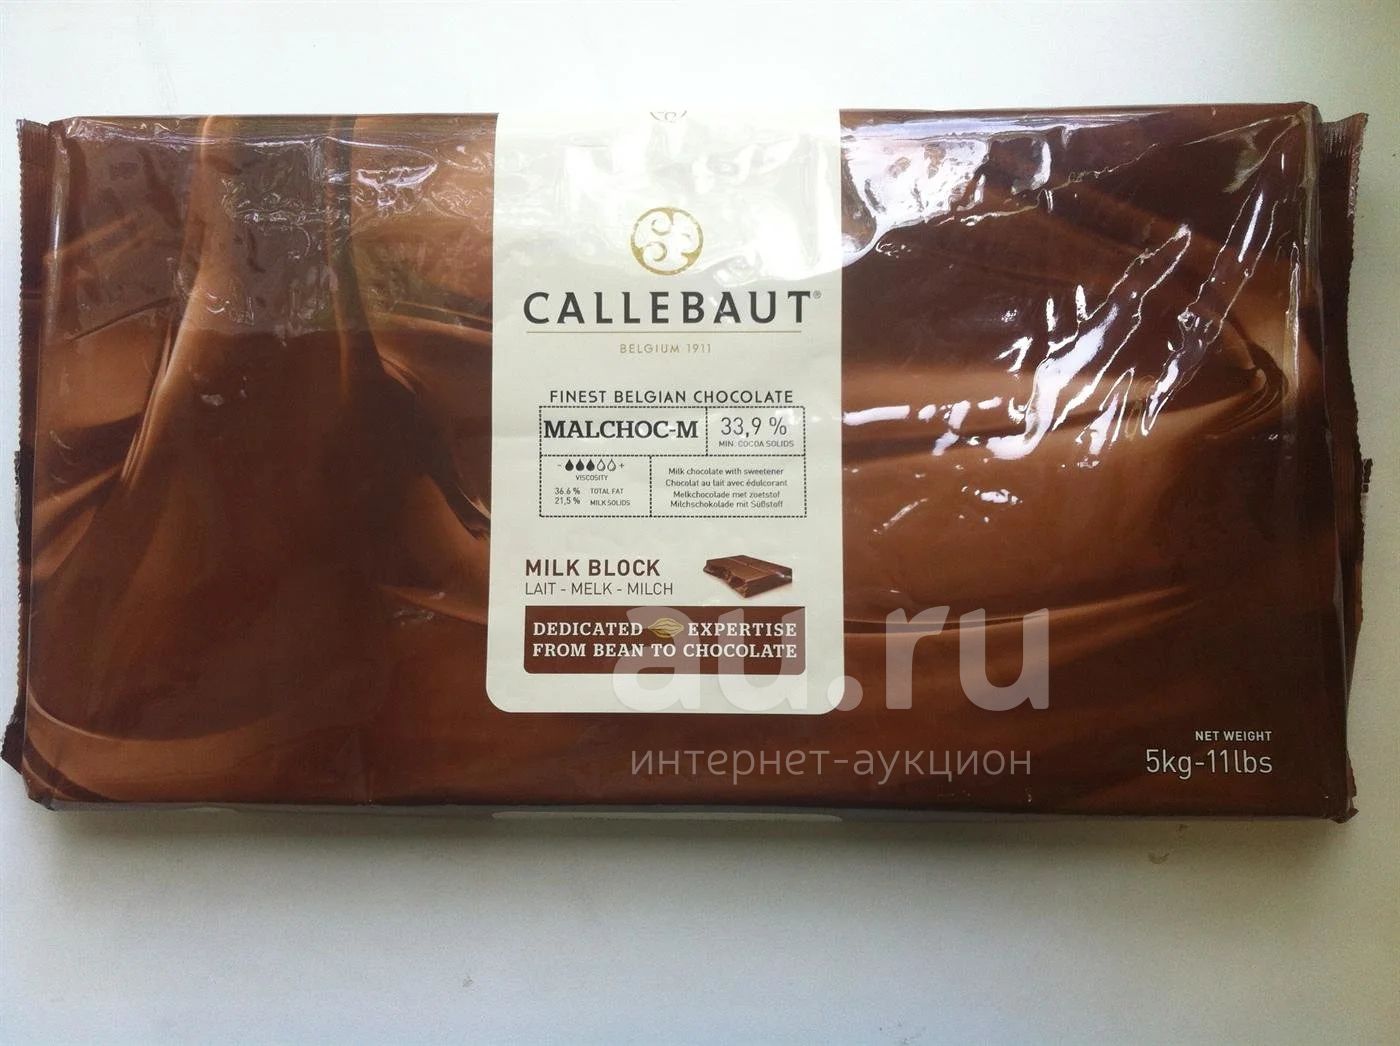 CALLEBAUT®
BELGIUM 1911
FINEST BELGIAN CHOCOLATE
MALCHOC-M
33,9 %
MIN. COCOA SOLIDS
- +
VISCOSITY
36.6 % TOTAL FAT
21,5 % MILK SOLIDS
Milk chocolate with sweetener
Chocolat au lait avec édulcorant
Melkchocolade met zoetstof
Milchschokolade mit Süßstoff
MILK BLOCK
LAIT - MELK - MILCH
DEDICATED EXPERTISE
FROM BEAN TO CHOCOLATE
au.ru
интернет-аукцион
NET WEIGHT
5kg-11lbs